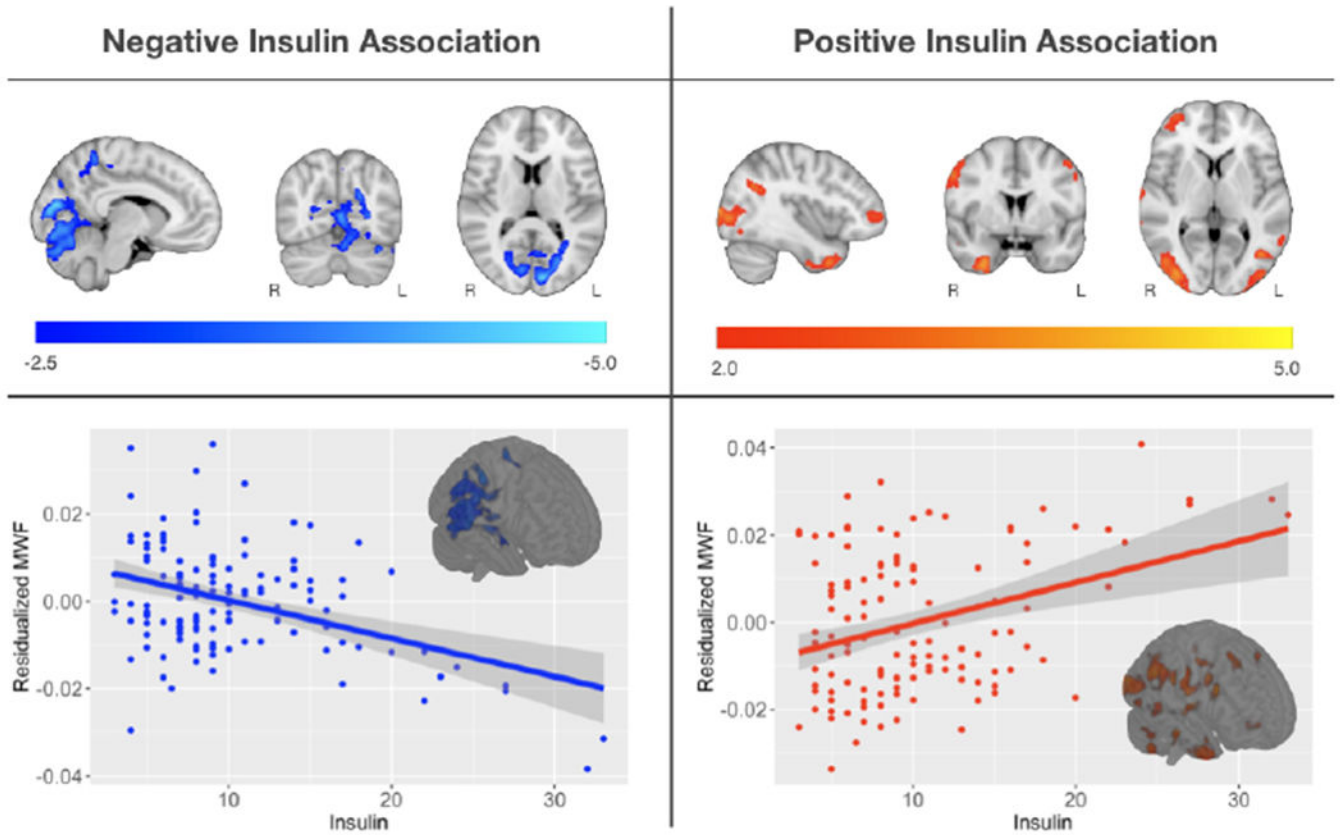 Negative Insulin Association
Positive Insulin Association
R L R L
-2.5 -5.0
R L R L
2.0 5.0
Residualized MWF
0.02
0.00
-0.02
-0.04
10 20 30
Insulin
Residualized MWF
0.04
0.02
0.00
-0.02
10 20 30
Insulin